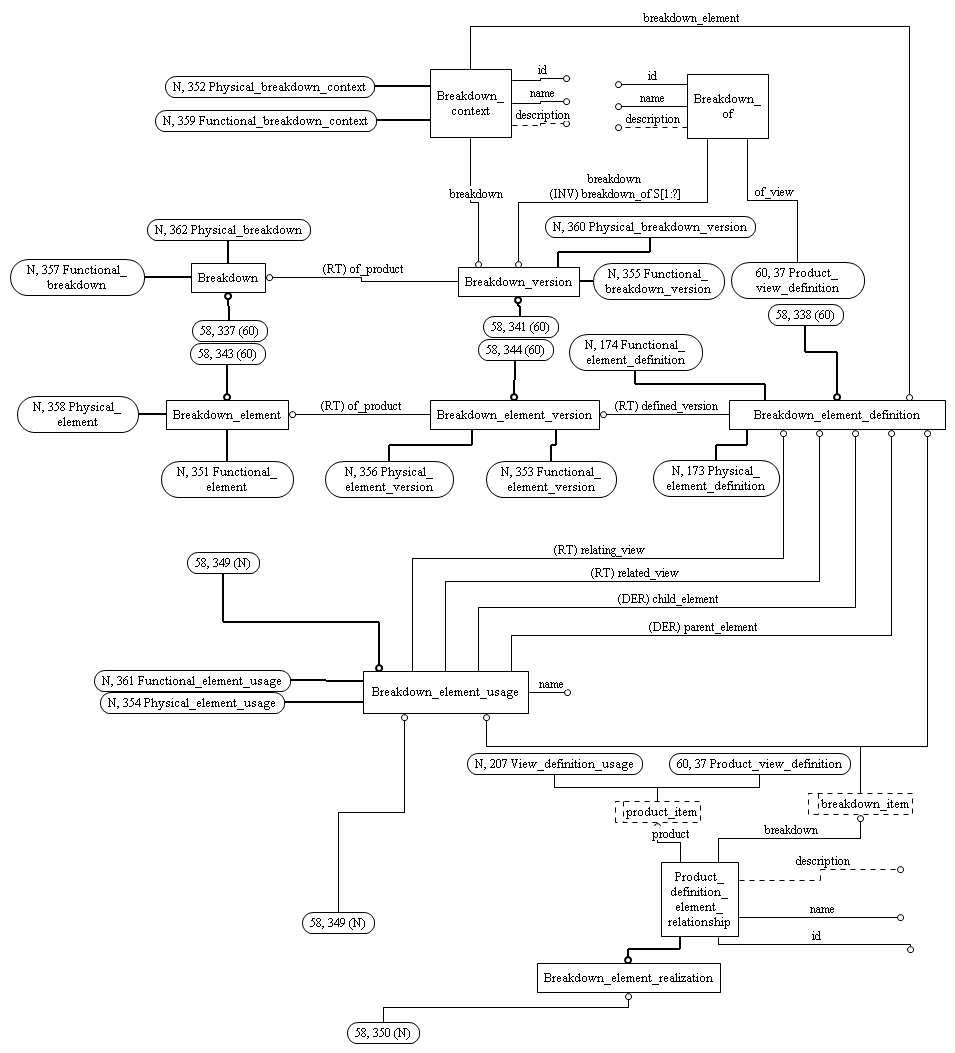 breakdown_element
N, 352 Physical_breakdown_context
N, 359 Functional_breakdown_context
Breakdown_
context
id
name
description
id
name
description
Breakdown_
of
breakdown
breakdown
(INV) breakdown_of S[1:?]
of_view
N, 362 Physical_breakdown
N, 357 Functional_
breakdown
Breakdown
(RT) of_product
N, 360 Physical_breakdown_version
Breakdown_version
N, 355 Functional_
breakdown_version
60, 37 Product_
view_definition
58, 337 (60)
58, 343 (60)
58, 341 (60)
58, 344 (60)
58, 338 (60)
N, 174 Functional_
element_definition
N, 358 Physical_
element
Breakdown_element
(RT) of_product
Breakdown_element_version
(RT) defined_version
Breakdown_element_definition
N, 351 Functional_
element
N, 356 Physical_
element_version
N, 353 Functional_
element_version
N, 173 Physical_
element_definition
(RT) relating_view
58, 349 (N)
(RT) related_view
(DER) child_element
(DER) parent_element
N, 361 Functional_element_usage
N, 354 Physical_element_usage
Breakdown_element_usage
name
N, 207 View_definition_usage
60, 37 Product_view_definition
product_item
breakdown_item
product
breakdown
Product_
definition_
element_
relationship
description
name
id
58, 349 (N)
Breakdown_element_realization
58, 350 (N)